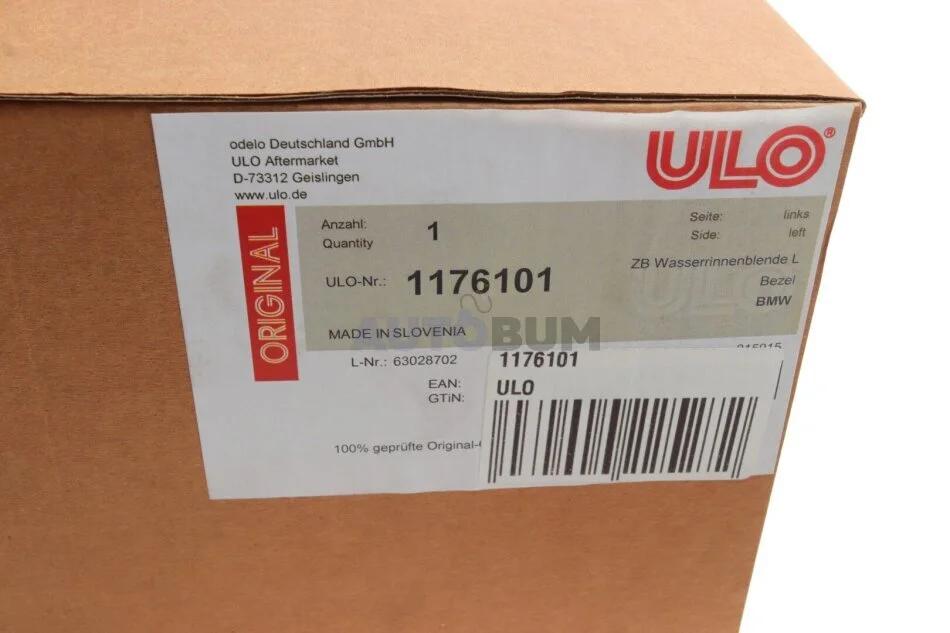 odelo Deutschland GmbH
ULO Aftermarket
D-73312 Geislingen
www.ulo.de
ULO®
ORIGINAL
Anzahl:
Quantity
1
Seite: links
Side: left
ULO-Nr.: 1176101
ZB Wasserrinnenblende L
Bezel
BMW
MADE IN SLOVENIA
AUTOBUM
L-Nr.: 63028702
EAN:
GTiN:
1176101
ULO
100% geprüfte Original-